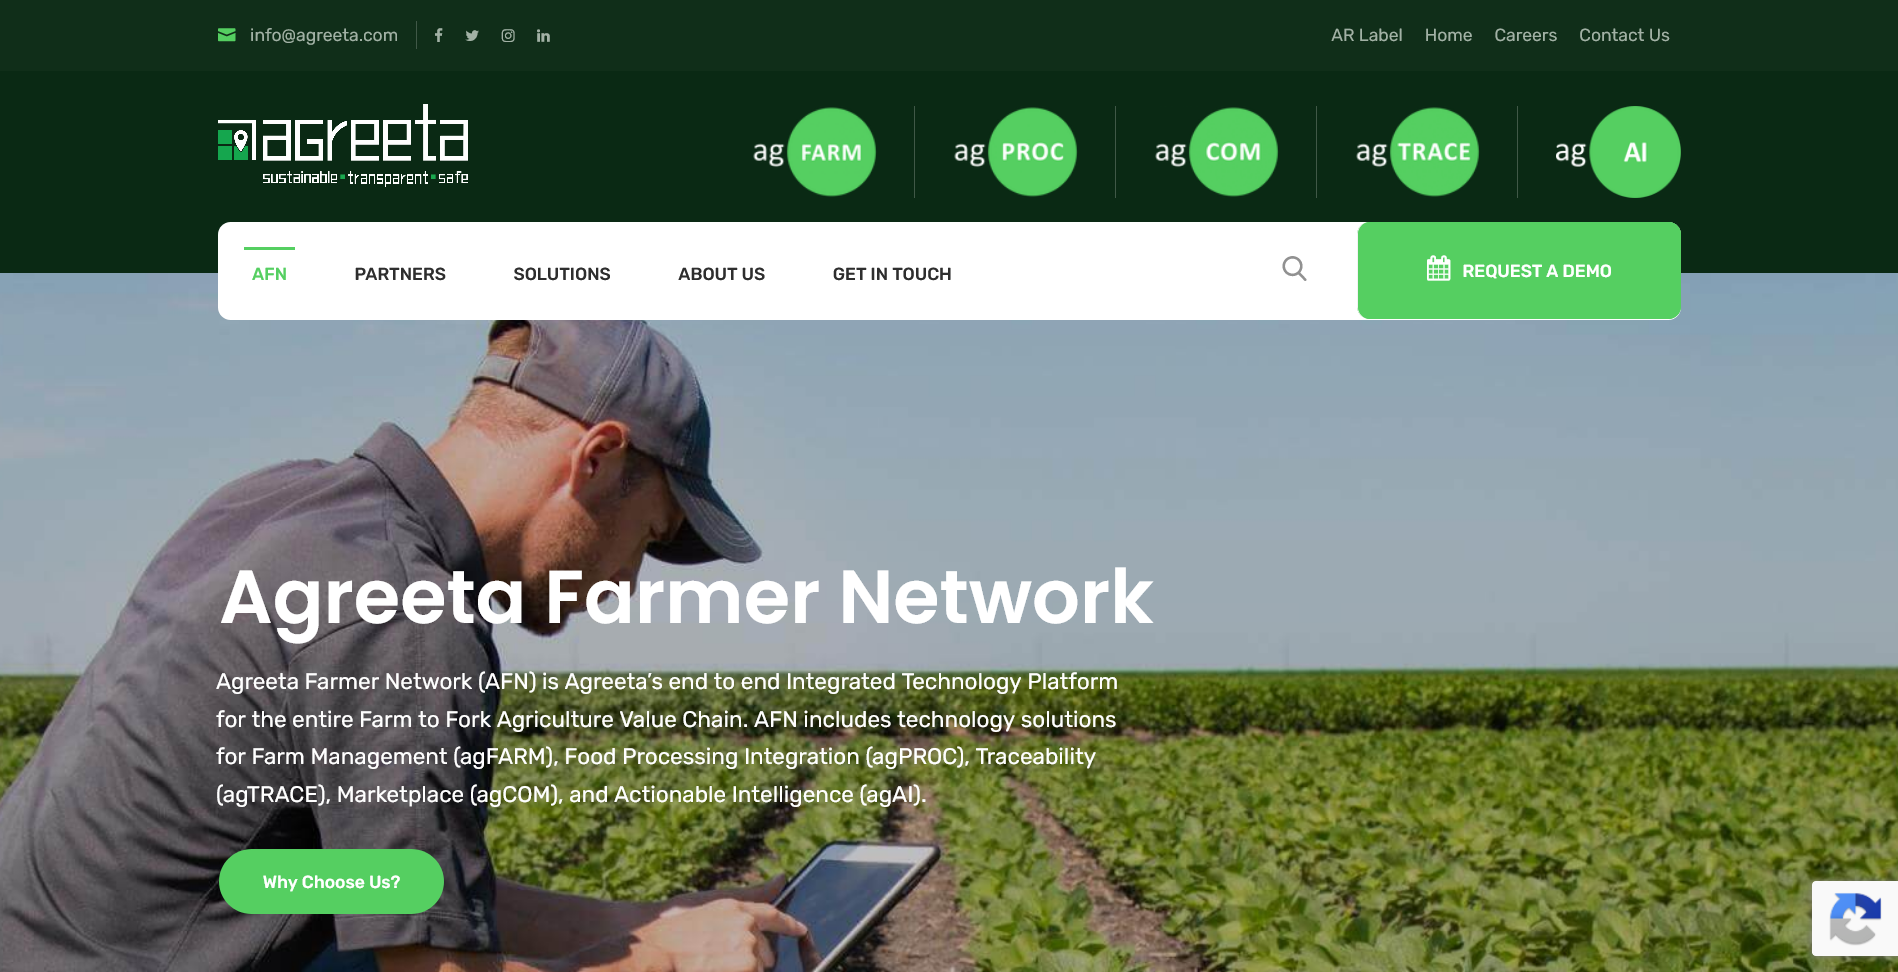 info@agreeta.com
AR Label Home Careers Contact Us
agreeta
sustainable • transparent • safe
ag FARM
ag PROC
ag COM
ag TRACE
ag AI
AFN PARTNERS SOLUTIONS ABOUT US GET IN TOUCH
REQUEST A DEMO
Agreeta Farmer Network
Agreeta Farmer Network (AFN) is Agreeta’s end to end Integrated Technology Platform
for the entire Farm to Fork Agriculture Value Chain. AFN includes technology solutions
for Farm Management (agFARM), Food Processing Integration (agPROC), Traceability
(agTRACE), Marketplace (agCOM), and Actionable Intelligence (agAI).
Why Choose Us?